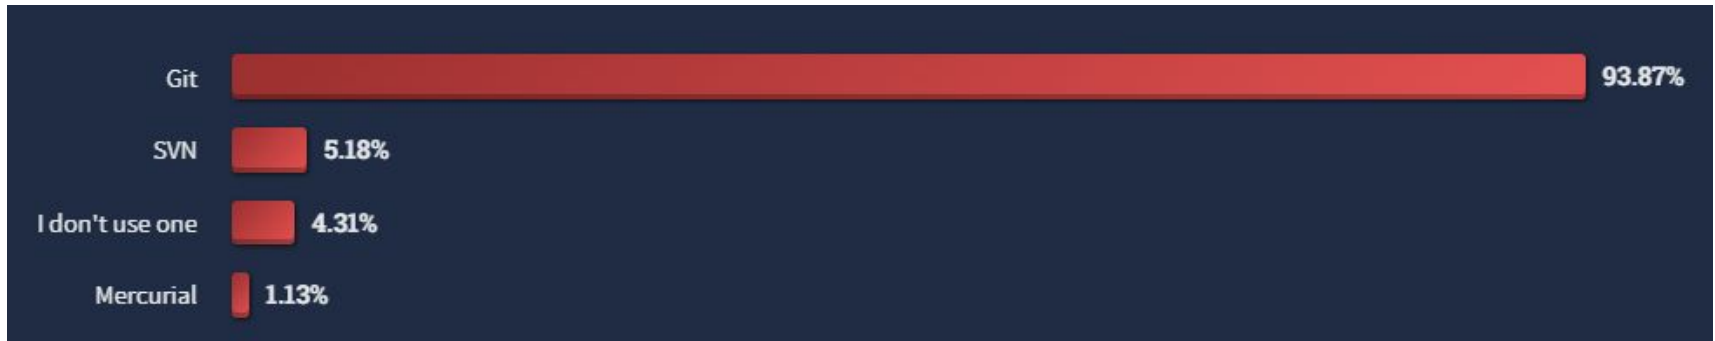 Git 93.87%
SVN 5.18%
I don't use one 4.31%
Mercurial 1.13%